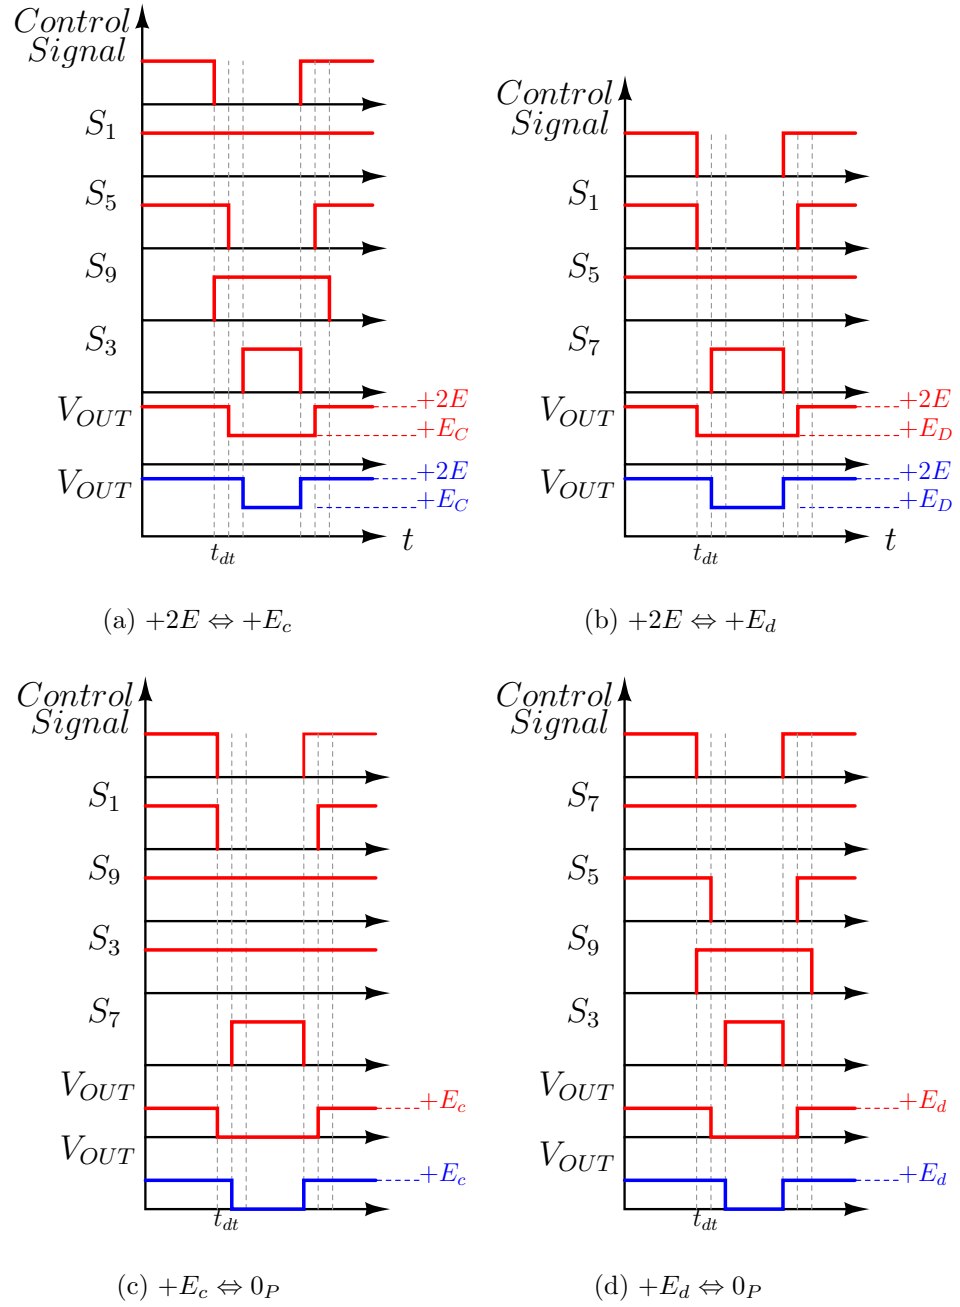 Control
Signal
S1
S5
S9
S3
VOUT
+2E
+EC
VOUT
+2E
+EC
tdt
t
(a) +2E ⇔ +Ec
Control
Signal
S1
S5
S7
VOUT
+2E
+ED
VOUT
+2E
+ED
tdt
t
(b) +2E ⇔ +Ed
Control
Signal
S1
S9
S3
S7
VOUT
+Ec
VOUT
+Ec
tdt
(c) +Ec ⇔ 0P
Control
Signal
S7
S5
S9
S3
VOUT
+Ed
VOUT
+Ed
tdt
(d) +Ed ⇔ 0P